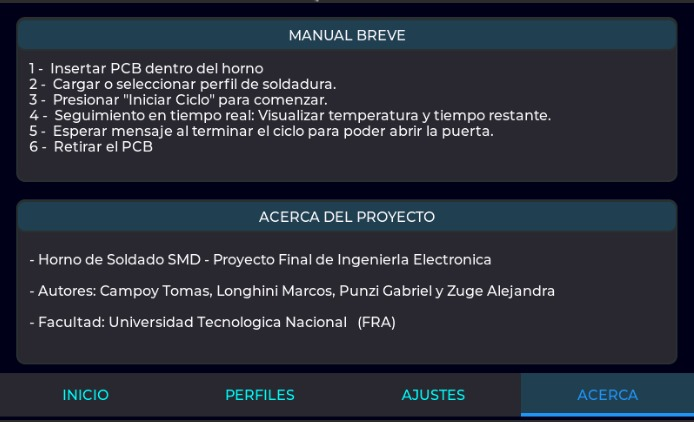 MANUAL BREVE
1 - Insertar PCB dentro del horno
2 - Cargar o seleccionar perfil de soldadura.
3 - Presionar "Iniciar Ciclo" para comenzar.
4 - Seguimiento en tiempo real: Visualizar temperatura y tiempo restante.
5 - Esperar mensaje al terminar el ciclo para poder abrir la puerta.
6 - Retirar el PCB
ACERCA DEL PROYECTO
- Horno de Soldado SMD - Proyecto Final de IngenierIa Electronica
- Autores: Campoy Tomas, Longhini Marcos, Punzi Gabriel y Zuge Alejandra
- Facultad: Universidad Tecnologica Nacional (FRA)
INICIO PERFILES AJUSTES ACERCA